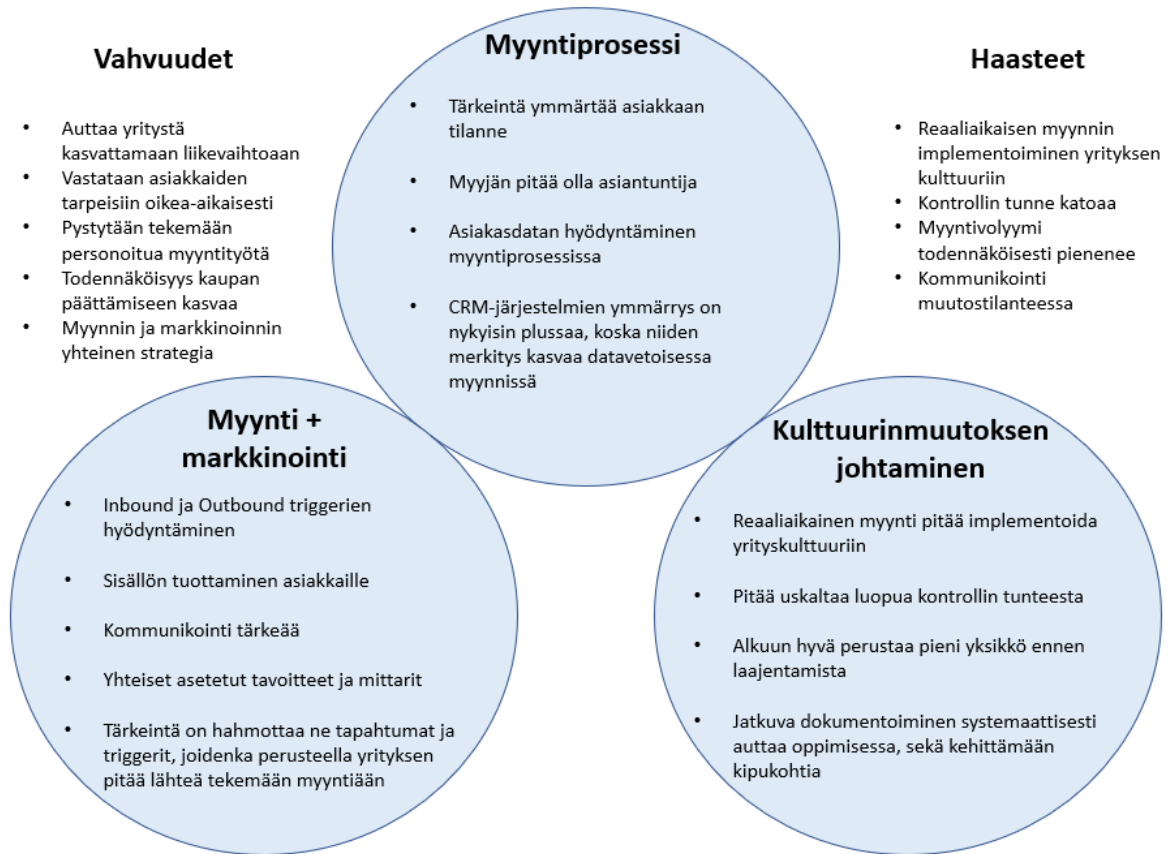 Vahvuudet
• Auttaa yritystä
kasvattamaan liikevaihtoaan
• Vastataan asiakkaiden
tarpeisiin oikea-aikaisesti
• Pystytään tekemään
personoitua myyntityötä
• Todennäköisyys kaupan
päättämiseen kasvaa
• Myynnin ja markkinoinnin
yhteinen strategia
Myyntiprosessi
• Tärkeintä ymmärtää asiakkaan
tilanne
• Myyjän pitää olla asiantuntija
• Asiakasdatan hyödyntäminen
myyntiprosessissa
• CRM-järjestelmien ymmärrys on
nykyisin plussaa, koska niiden
merkitys kasvaa datavetoisessa
myynnissä
Haasteet
• Reaaliaikaisen myynnin
implementoiminen yrityksen
kulttuuriin
• Kontrollin tunne katoaa
• Myyntivolyymi
todennäköisesti pienenee
• Kommunikointi
muutostilanteessa
Myynti +
markkinointi
• Inbound ja Outbound triggerien
hyödyntäminen
• Sisällön tuottaminen asiakkaille
• Kommunikointi tärkeää
• Yhteiset asetetut tavoitteet ja mittarit
• Tärkeintä on hahmottaa ne tapahtumat ja
triggerit, joidenka perusteella yrityksen
pitää lähteä tekemään myyntiään
Kulttuurinmuutoksen
johtaminen
• Reaaliaikainen myynti pitää implementoida
yrityskulttuuriin
• Pitää uskaltaa luopua kontrollin tunteesta
• Alkuun hyvä perustaa pieni yksikkö ennen
laajentamista
• Jatkuva dokumentoiminen systemaattisesti
auttaa oppimisessa, sekä kehittämään
kipukohtia